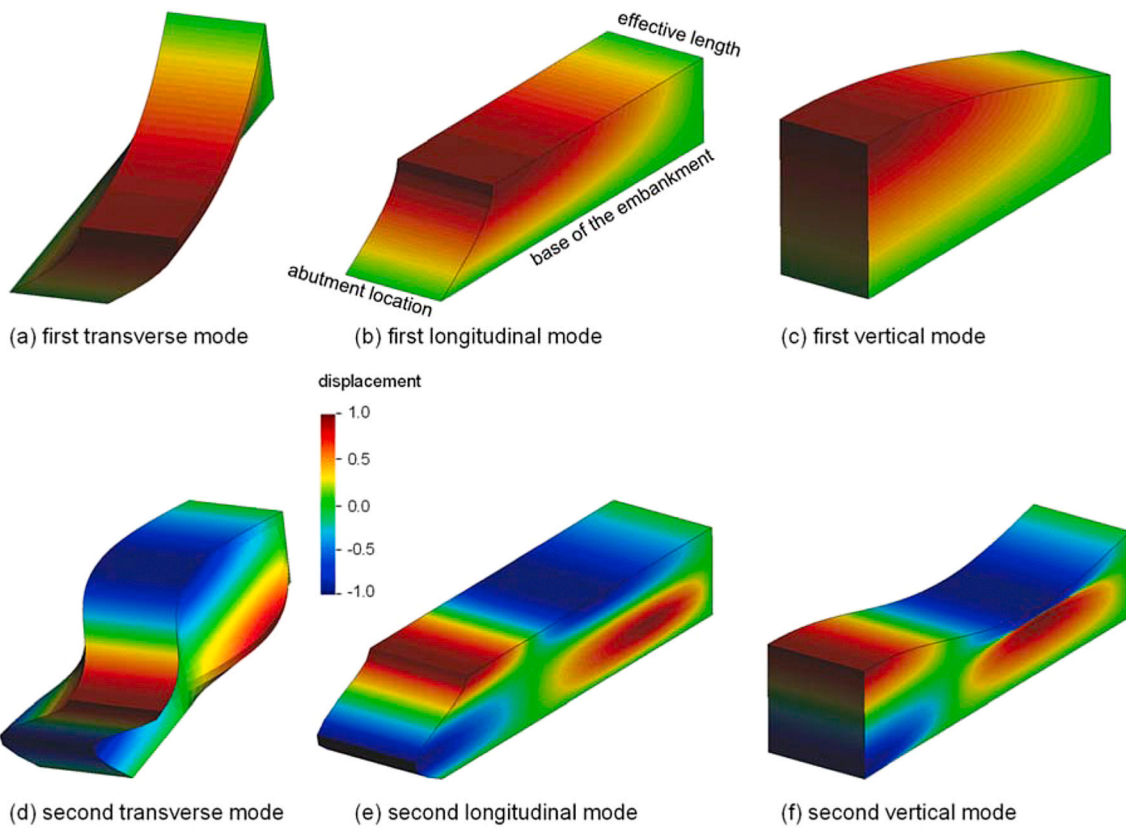 effective length
base of the embankment
abutment location
(a) first transverse mode
(b) first longitudinal mode
(c) first vertical mode
displacement
1.0
0.5
0.0
-0.5
-1.0
(d) second transverse mode
(e) second longitudinal mode
(f) second vertical mode